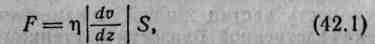 F = η |dv/dz| S, (42.1)